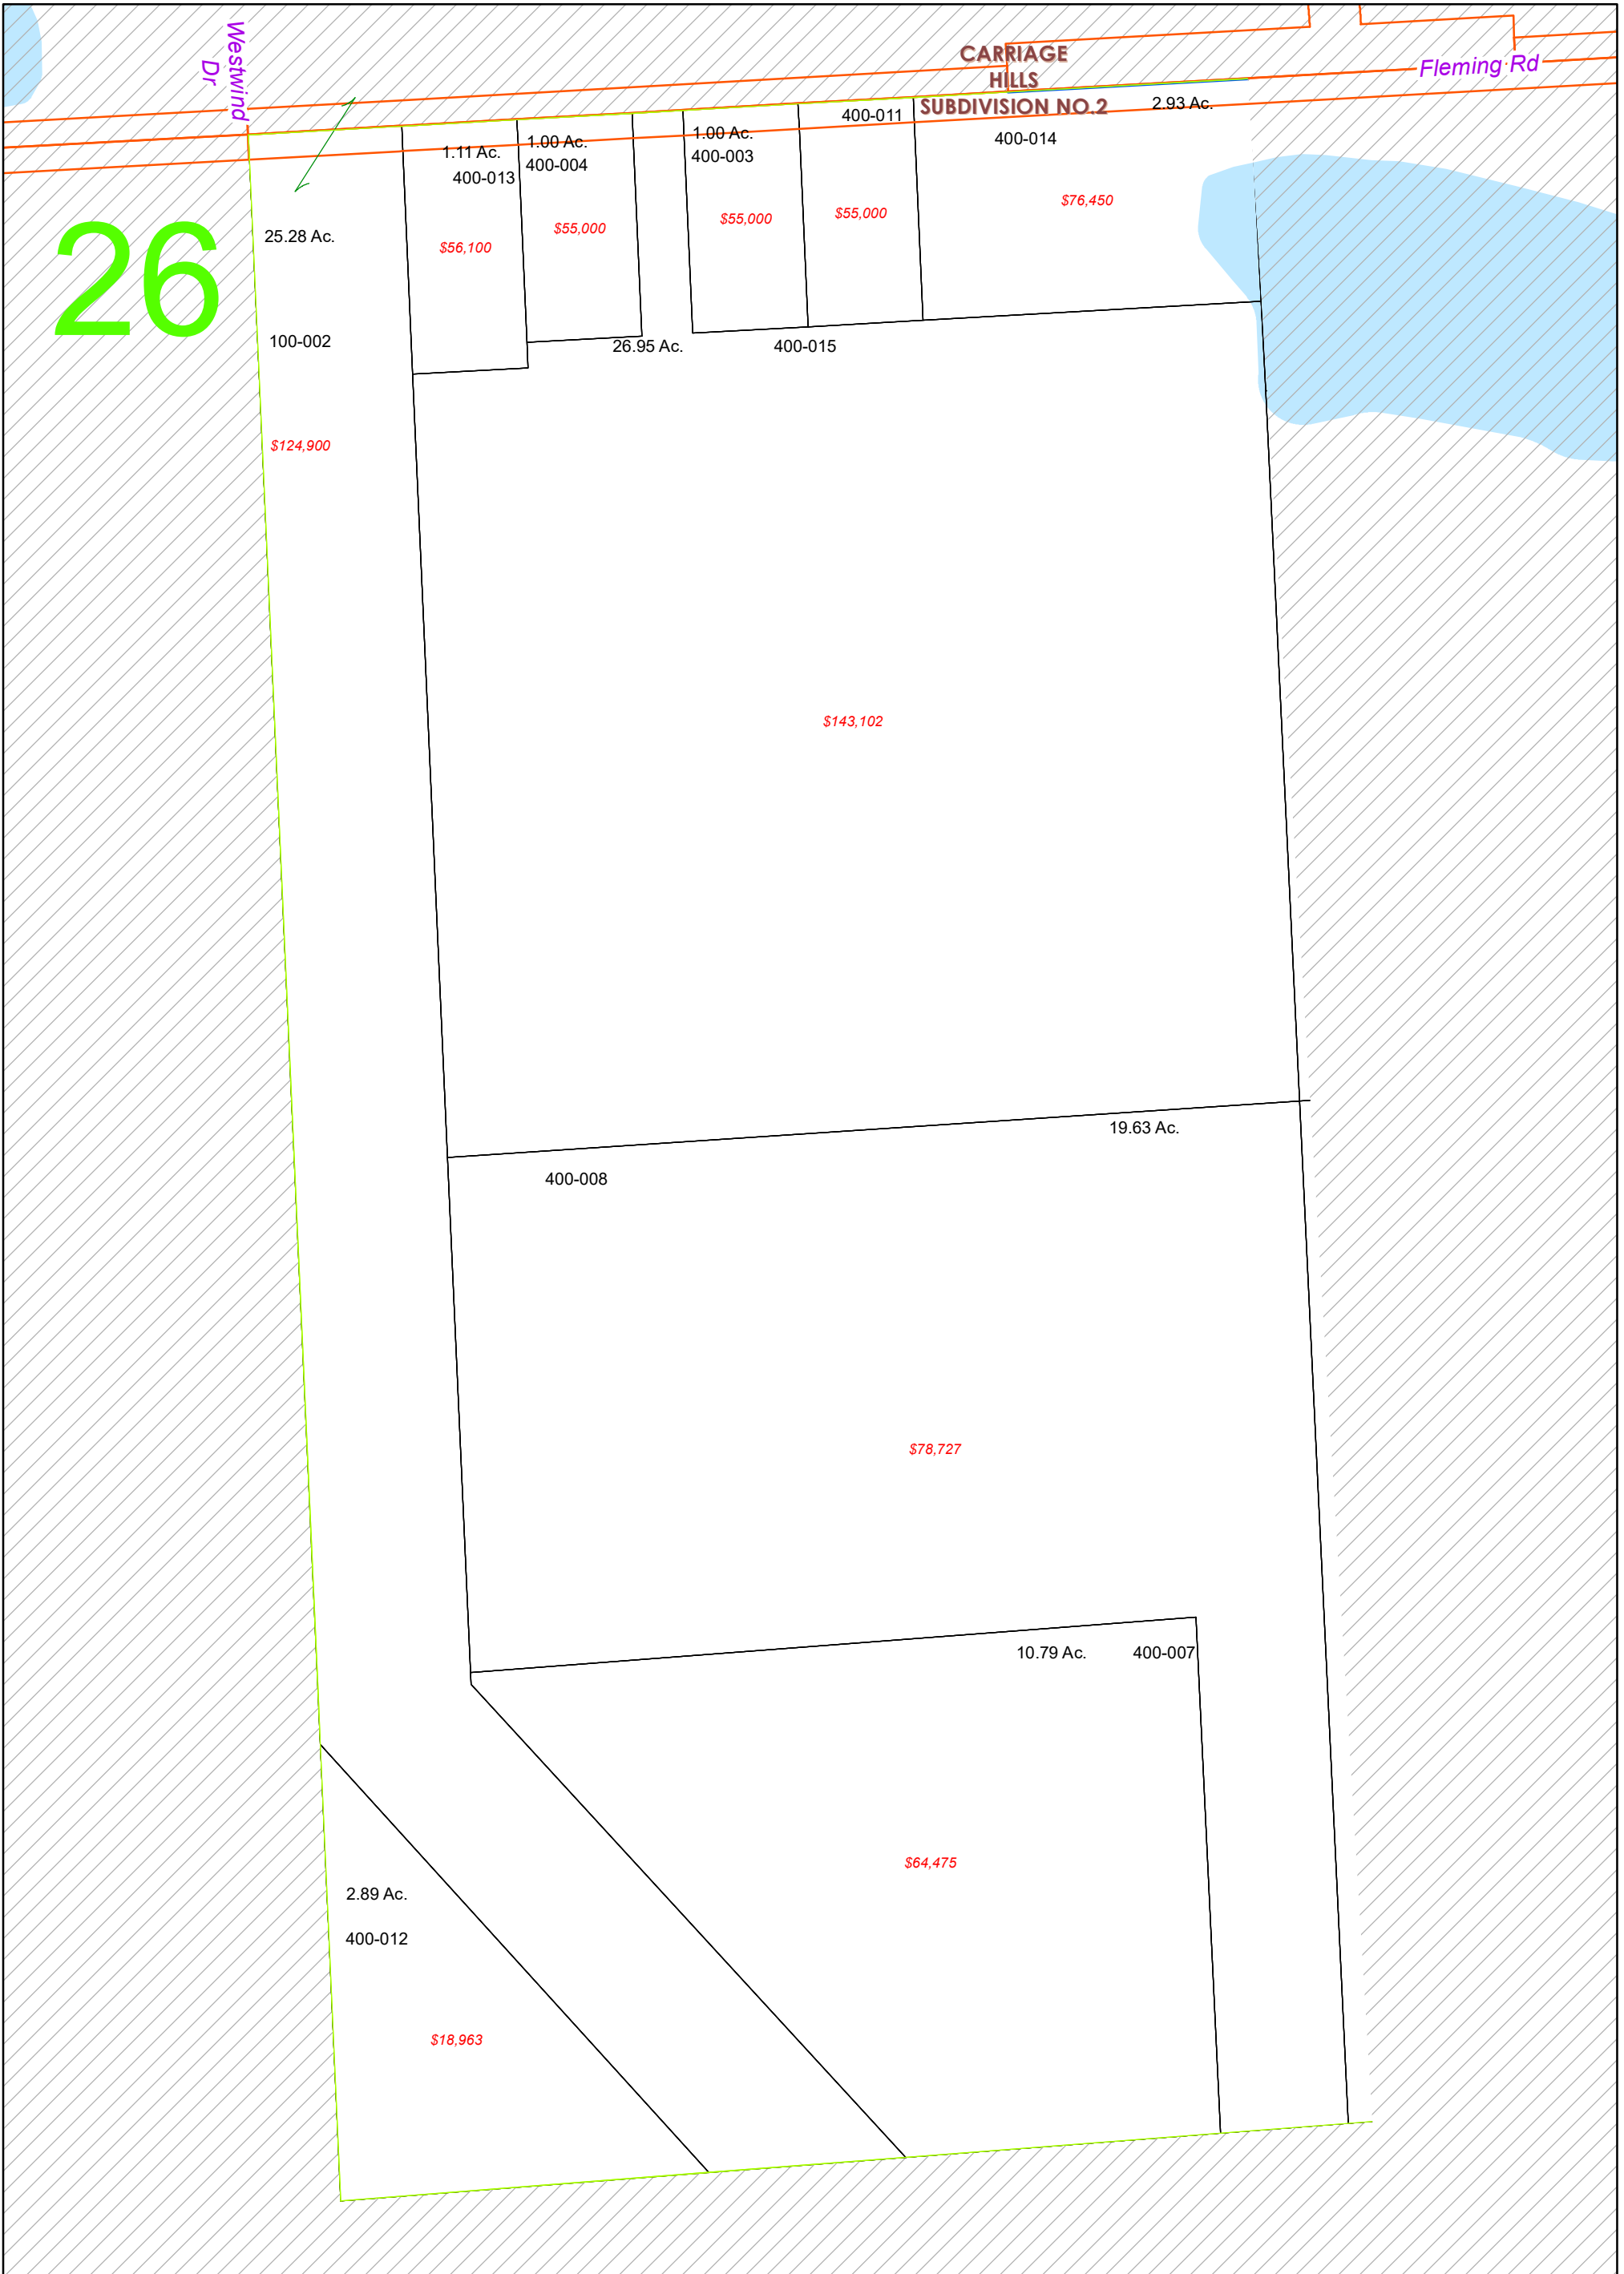 Westwind
Dr
CARRIAGE
HILLS
SUBDIVISION NO.2
Fleming Rd
2.93 Ac.
400-011
400-014
1.00 Ac.
400-003
1.00 Ac.
400-004
1.11 Ac.
400-013
$76,450
$55,000
$55,000
$55,000
$56,100
25.28 Ac.
26
100-002
26.95 Ac.
400-015
$124,900
$143,102
19.63 Ac.
400-008
$78,727
10.79 Ac.
400-007
$64,475
2.89 Ac.
400-012
$18,963